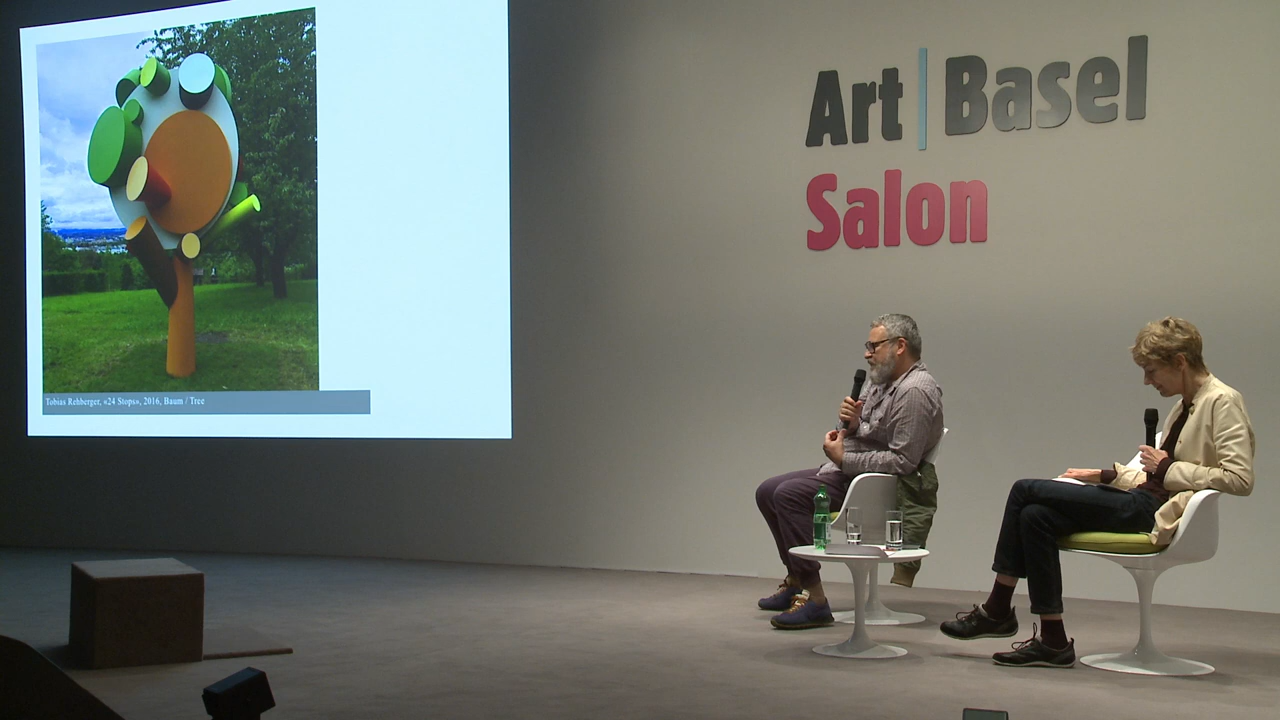 Art | Basel
Salon
Tobias Rehberger, «24 Stops», 2016, Baum / Tree